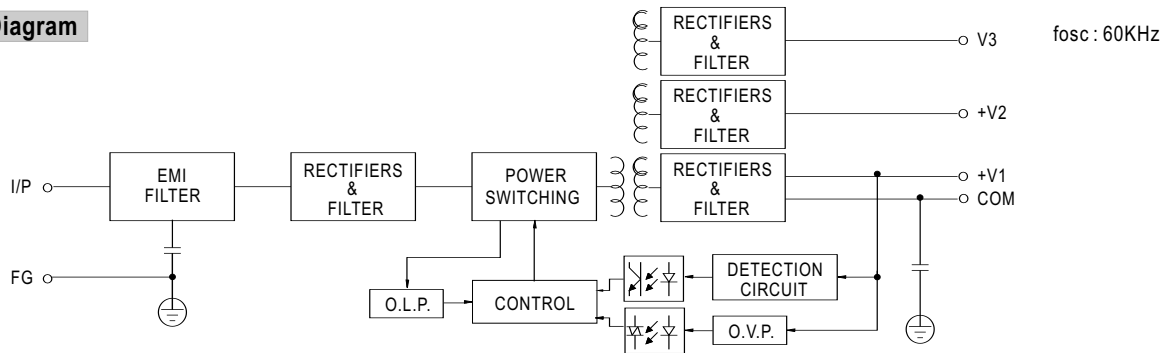 Diagram
fosc : 60KHz
RECTIFIERS
&
FILTER
V3
RECTIFIERS
&
FILTER
+V2
I/P
EMI
FILTER
RECTIFIERS
&
FILTER
POWER
SWITCHING
RECTIFIERS
&
FILTER
+V1
COM
FG
O.L.P.
CONTROL
DETECTION
CIRCUIT
O.V.P.